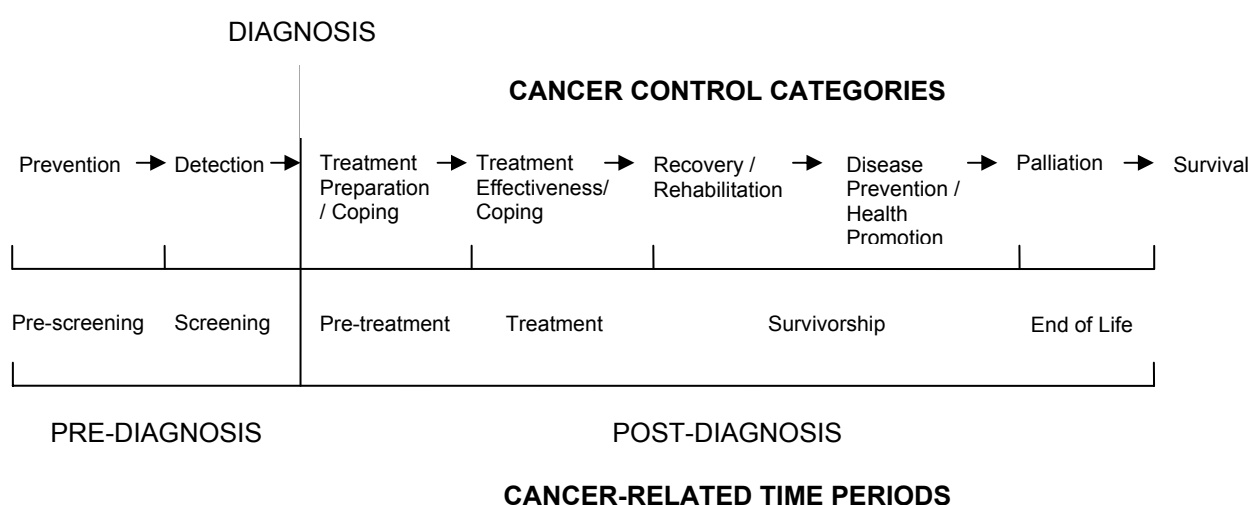 DIAGNOSIS
CANCER CONTROL CATEGORIES
Prevention
Detection
Treatment
Preparation
/ Coping
Treatment
Effectiveness/
Coping
Recovery /
Rehabilitation
Disease
Prevention /
Health
Promotion
Palliation
Survival
Pre-screening
Screening
Pre-treatment
Treatment
Survivorship
End of Life
PRE-DIAGNOSIS
POST-DIAGNOSIS
CANCER-RELATED TIME PERIODS